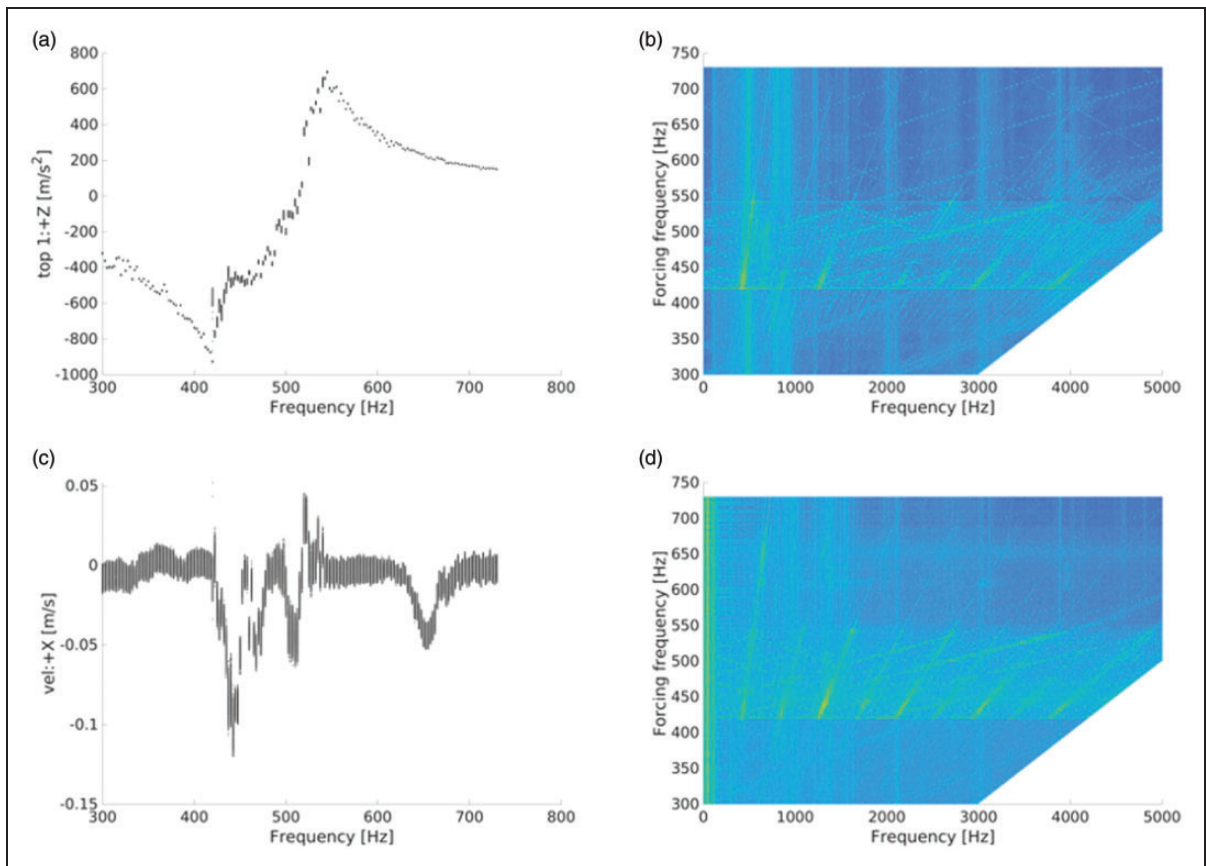 (a)
800
600
400
200
0
-200
-400
-600
-800
-1000
top 1:+Z [m/s²]
300 400 500 600 700 800
Frequency [Hz]
(b)
750
700
650
600
550
500
450
400
350
300
Forcing frequency [Hz]
0 1000 2000 3000 4000 5000
Frequency [Hz]
(c)
0.05
0
-0.05
-0.1
-0.15
vel:+X [m/s]
300 400 500 600 700 800
Frequency [Hz]
(d)
750
700
650
600
550
500
450
400
350
300
Forcing frequency [Hz]
0 1000 2000 3000 4000 5000
Frequency [Hz]